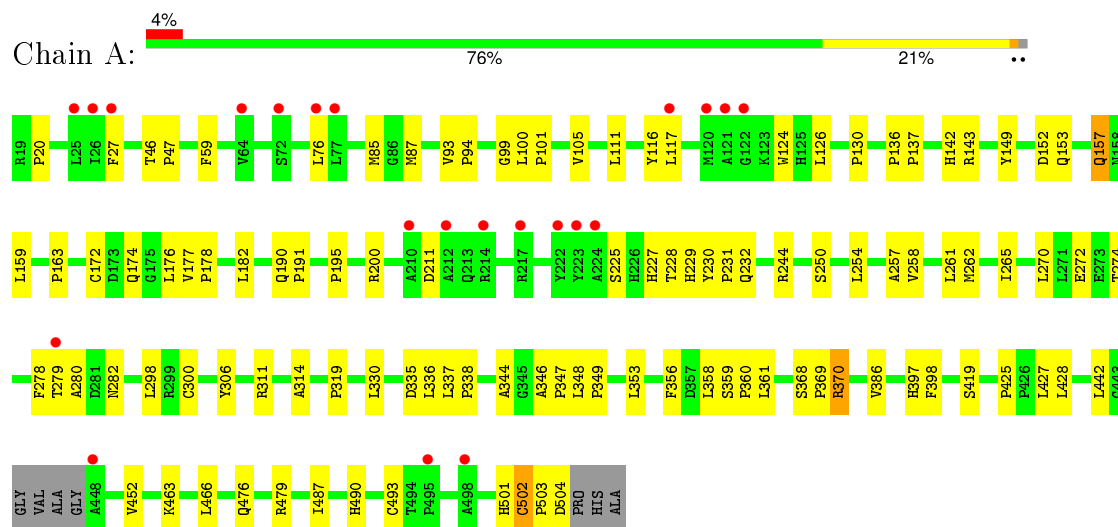 4%
Chain A:
76%
21%
••
R19 P20 L25 I26 F27 T46 P47 F59 V64 S72 L76 L77 M85 G86 M87 V93 P94 G99 L100 P101 V105 L111 Y116 L117 M120 A121 G122 K123 W124 H125 L126 P130 P136 P137 H142 R143 Y149 D152 Q153 Q157 N158
L159 P163 C172 D173 Q174 G175 L176 V177 P178 L182 Q190 P191 P195 R200 A210 D211 A212 Q213 R214 R217 Y222 Y223 A224 S225 H226 H227 T228 H229 Y230 P231 Q232 R244 S250 L254 A257 V258 L261 M262 I265 L270 L271 E272 E273 T274
F278 T279 A280 D281 N282 L298 R299 C300 Y306 R311 A314 P319 L330 D335 L336 L337 P338 A344 G345 A346 P347 L348 P349 L353 F356 D357 L358 S359 P360 L361 S368 P369 R370 V386 H397 F398 S419 P425 P426 L427 L428 L442
GLY VAL ALA GLY A448 V452 K463 L466 Q476 R479 I487 H490 C493 T494 P495 A498 H501 C502 P503 D504 PRO HIS ALA